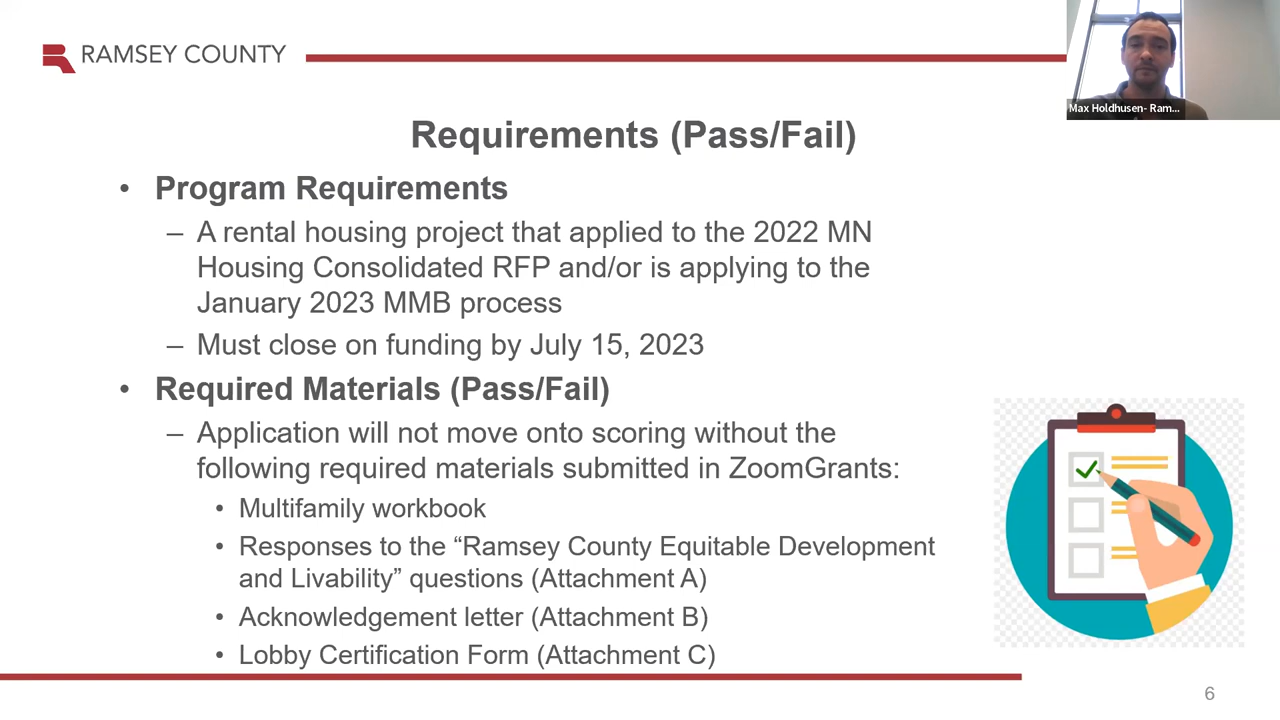 RAMSEY COUNTY
Max Holdhusen- Ram...
Requirements (Pass/Fail)
• Program Requirements
– A rental housing project that applied to the 2022 MN
Housing Consolidated RFP and/or is applying to the
January 2023 MMB process
– Must close on funding by July 15, 2023
• Required Materials (Pass/Fail)
– Application will not move onto scoring without the
following required materials submitted in ZoomGrants:
• Multifamily workbook
• Responses to the “Ramsey County Equitable Development
and Livability” questions (Attachment A)
• Acknowledgement letter (Attachment B)
• Lobby Certification Form (Attachment C)
6